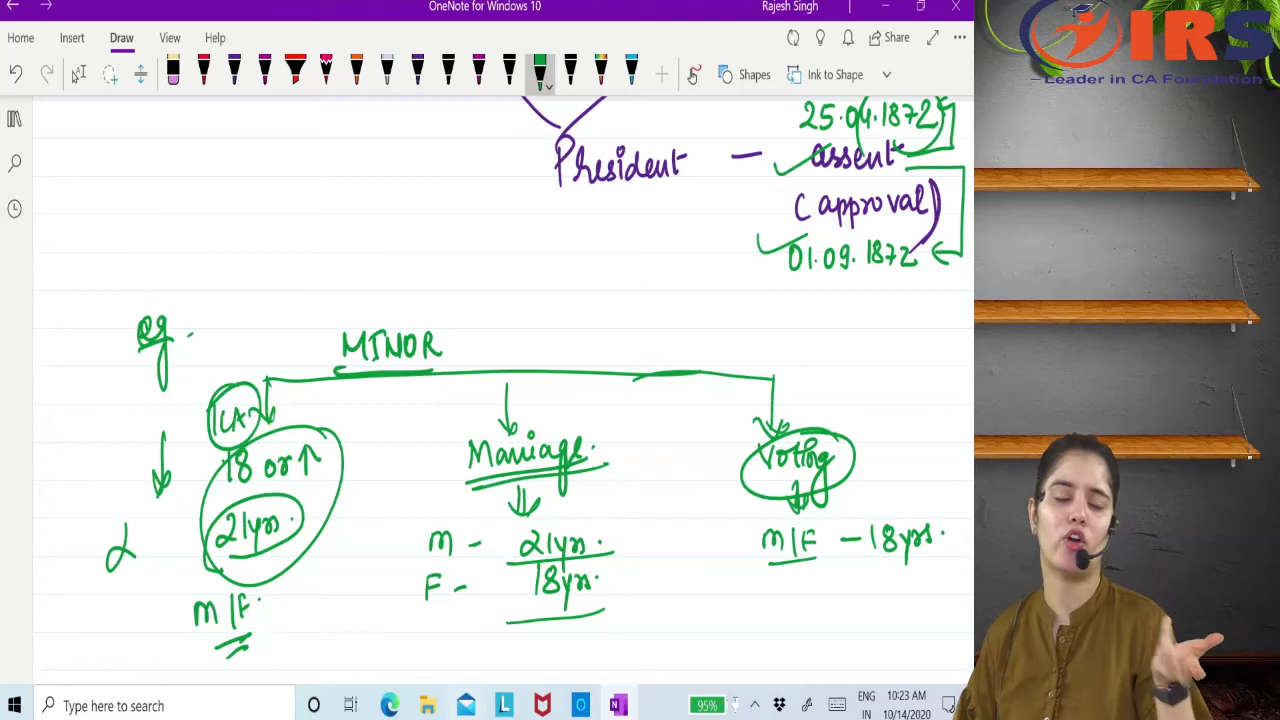 OneNote for Windows 10
Rajesh Singh
Home Insert Draw View Help
Share
Shapes
Ink to Shape
IRS
Leader in CA Foundation
25.04.1872
President - assent
(approval)
01.09.1872
eg.
MINOR
ICA
18 or ↑
21yrs.
M/F
Marriage
M - 21yrs.
F - 18yrs.
Voting
M/F - 18yrs.
Type here to search
95%
ENG
IN
10:23 AM
10/14/2020